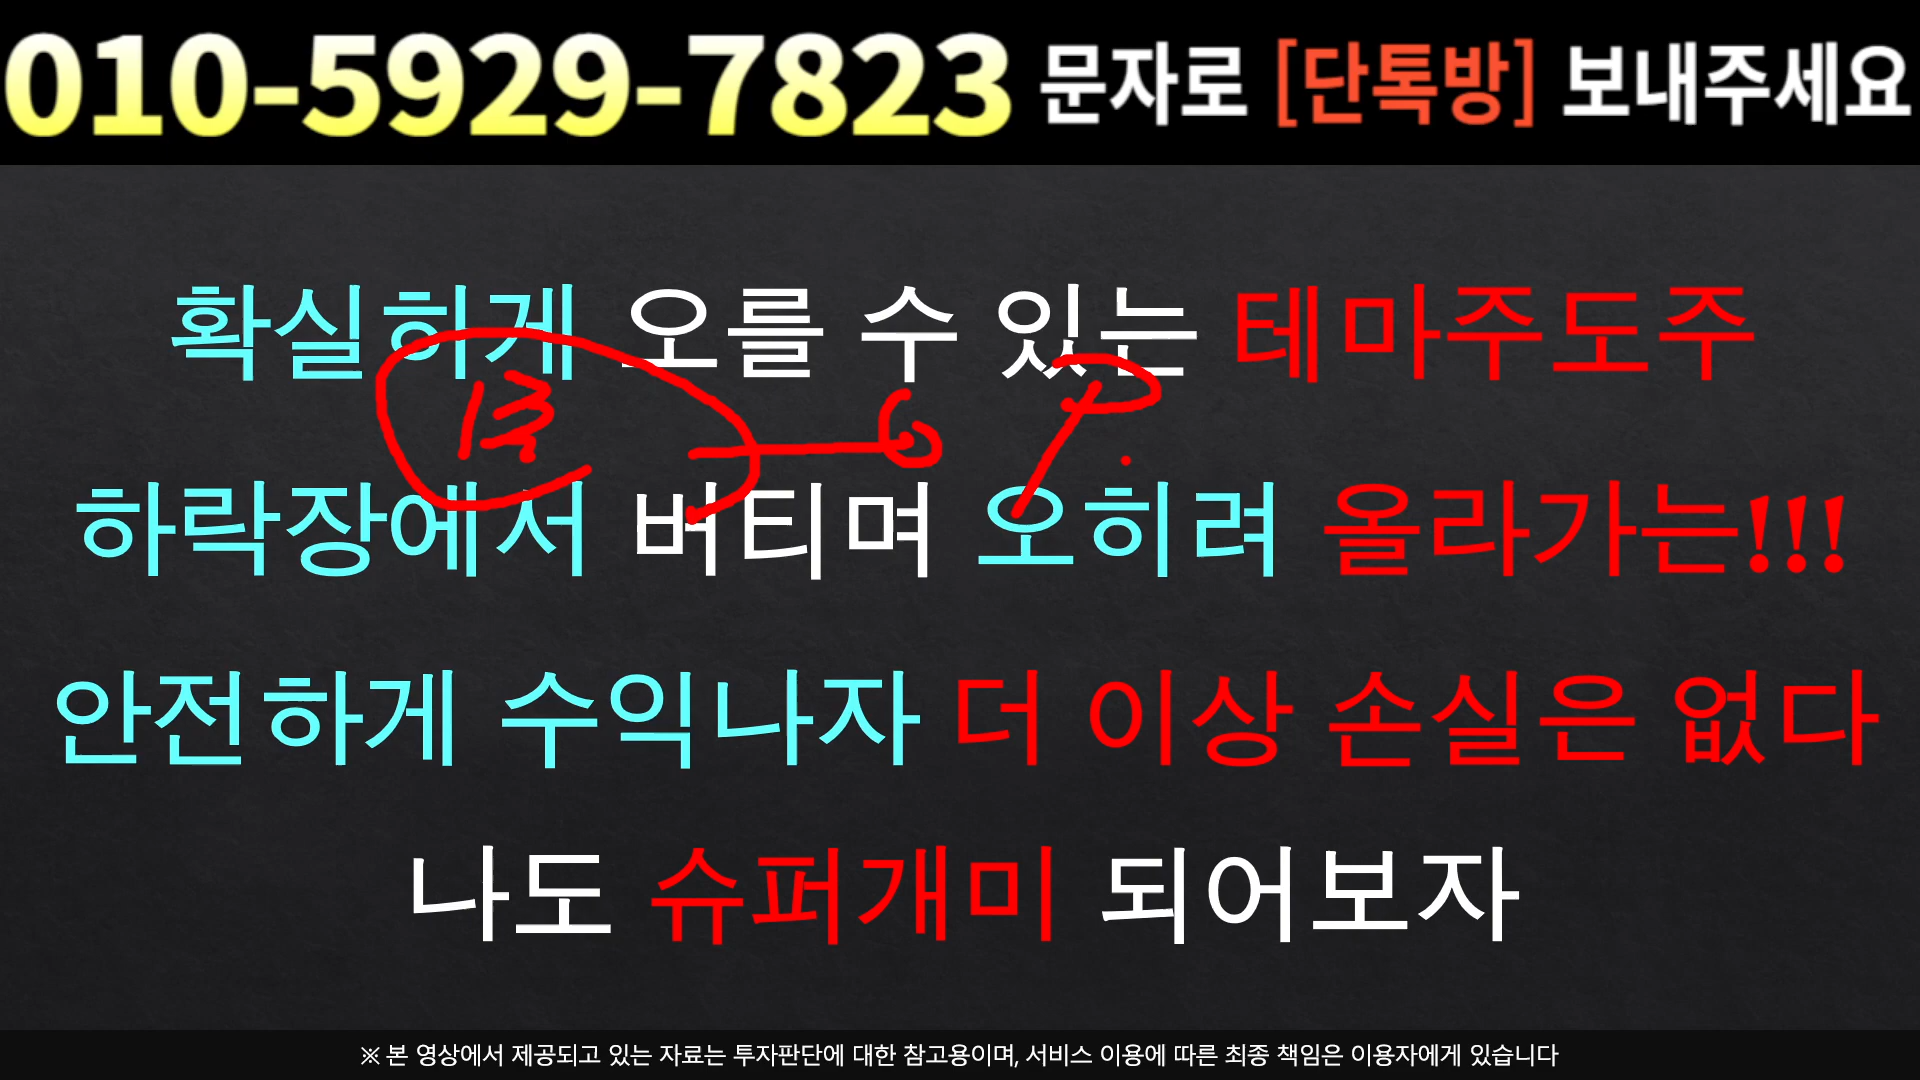 010-5929-7823 문자로 [단톡방] 보내주세요
확실하게 오를 수 있는 테마주도주
13
하락장에서 버티며 오히려 올라가는!!!
안전하게 수익나자 더 이상 손실은 없다
나도 슈퍼개미 되어보자
※ 본 영상에서 제공되고 있는 자료는 투자판단에 대한 참고용이며, 서비스 이용에 따른 최종 책임은 이용자에게 있습니다